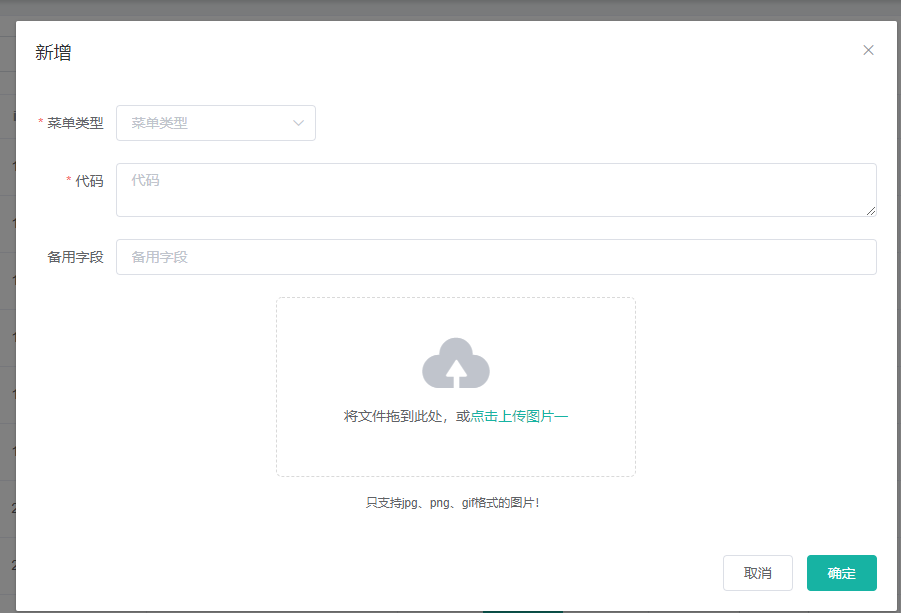 新增
* 菜单类型 菜单类型
* 代码 代码
备用字段 备用字段
将文件拖到此处，或点击上传图片一
只支持jpg、png、gif格式的图片!
取消 确定